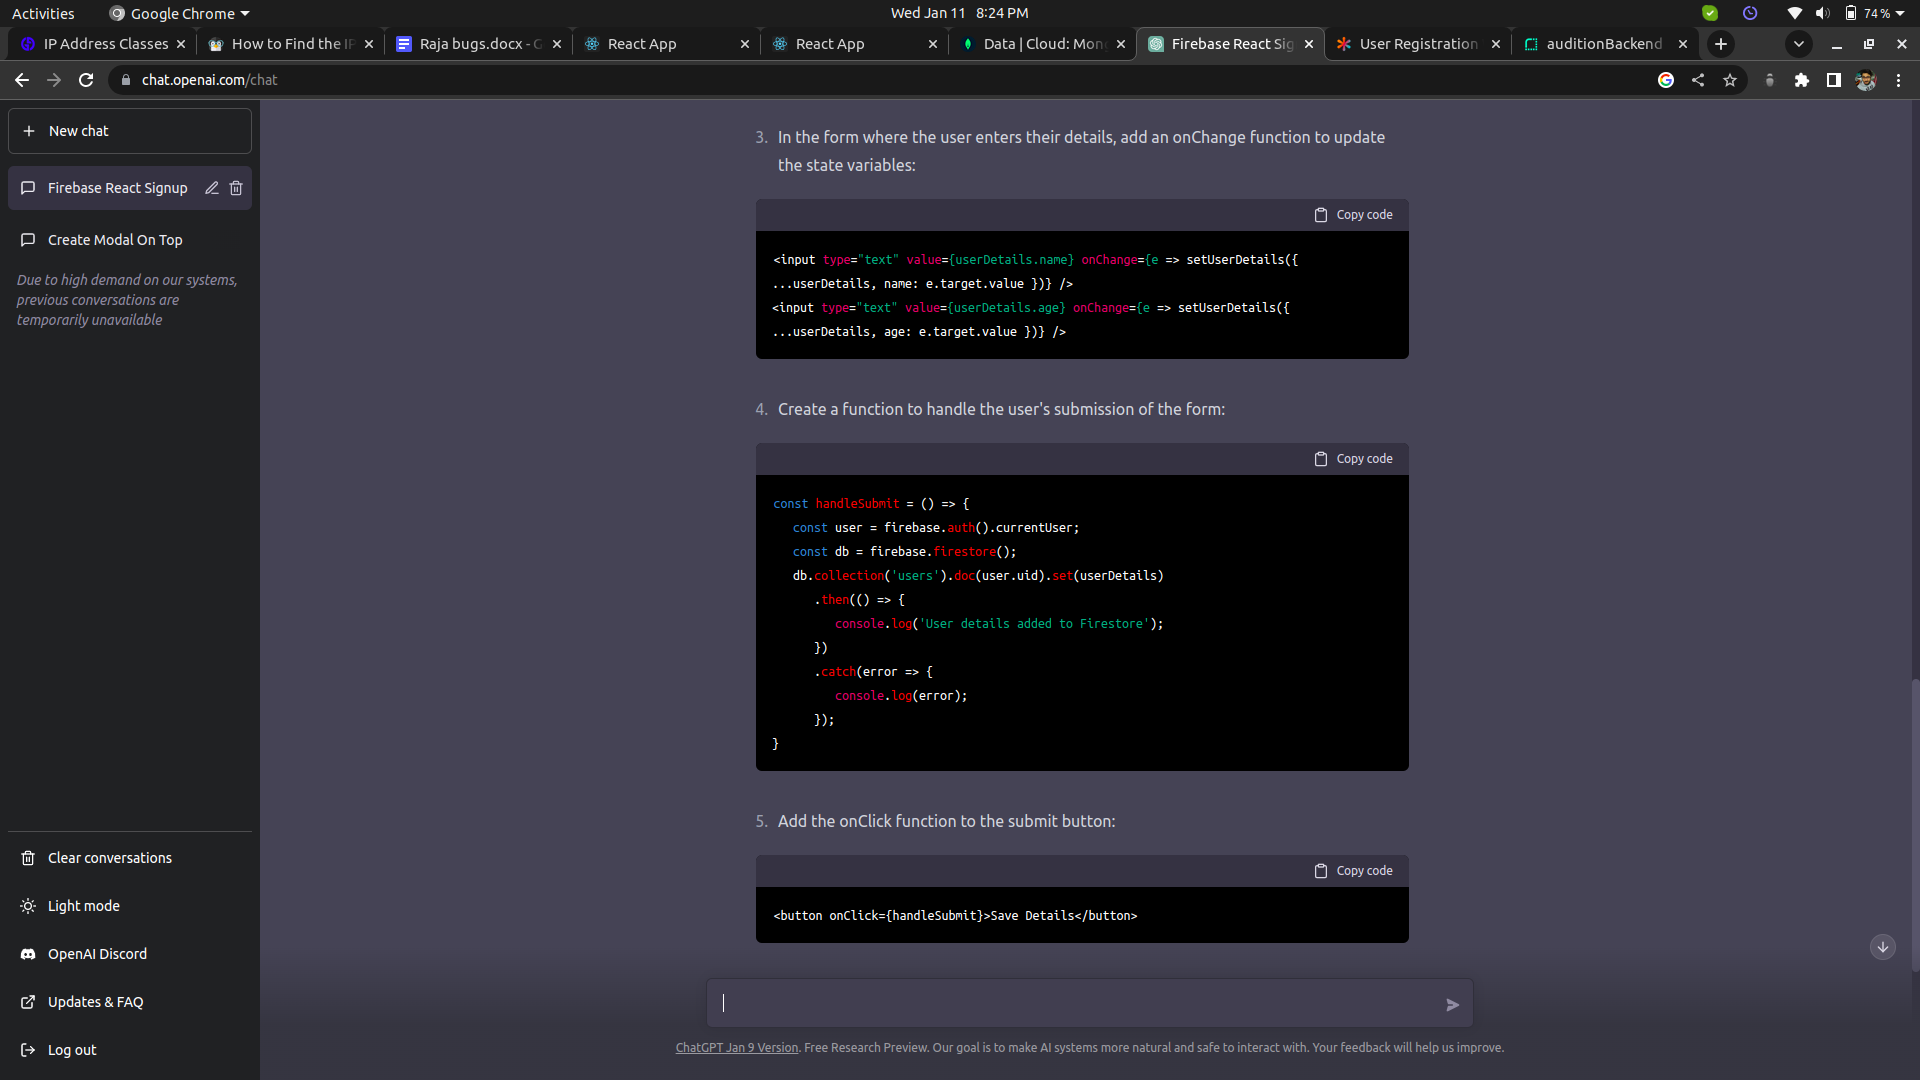 Activities
Google Chrome
Wed Jan 11 8:24 PM
74 %
IP Address Classes
How to Find the IP
Raja bugs.docx - G
React App
React App
Data | Cloud: Mong
Firebase React Sig
User Registration
auditionBackend
chat.openai.com/chat
New chat
Firebase React Signup
Create Modal On Top
Due to high demand on our systems,
previous conversations are
temporarily unavailable
Clear conversations
Light mode
OpenAI Discord
Updates & FAQ
Log out
3. In the form where the user enters their details, add an onChange function to update
the state variables:
Copy code
<input type="text" value={userDetails.name} onChange={e => setUserDetails({
...userDetails, name: e.target.value })} />
<input type="text" value={userDetails.age} onChange={e => setUserDetails({
...userDetails, age: e.target.value })} />
4. Create a function to handle the user's submission of the form:
Copy code
const handleSubmit = () => {
const user = firebase.auth().currentUser;
const db = firebase.firestore();
db.collection('users').doc(user.uid).set(userDetails)
.then(() => {
console.log('User details added to Firestore');
})
.catch(error => {
console.log(error);
});
}
5. Add the onClick function to the submit button:
Copy code
<button onClick={handleSubmit}>Save Details</button>
ChatGPT Jan 9 Version. Free Research Preview. Our goal is to make AI systems more natural and safe to interact with. Your feedback will help us improve.